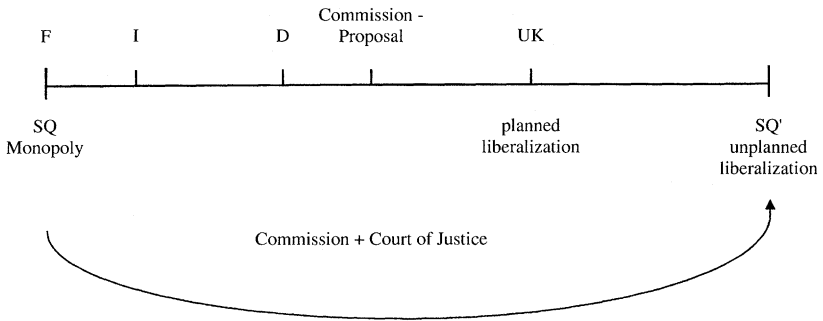 Commission -
Proposal
F
I
D
UK
SQ
Monopoly
planned
liberalization
SQ'
unplanned
liberalization
Commission + Court of Justice